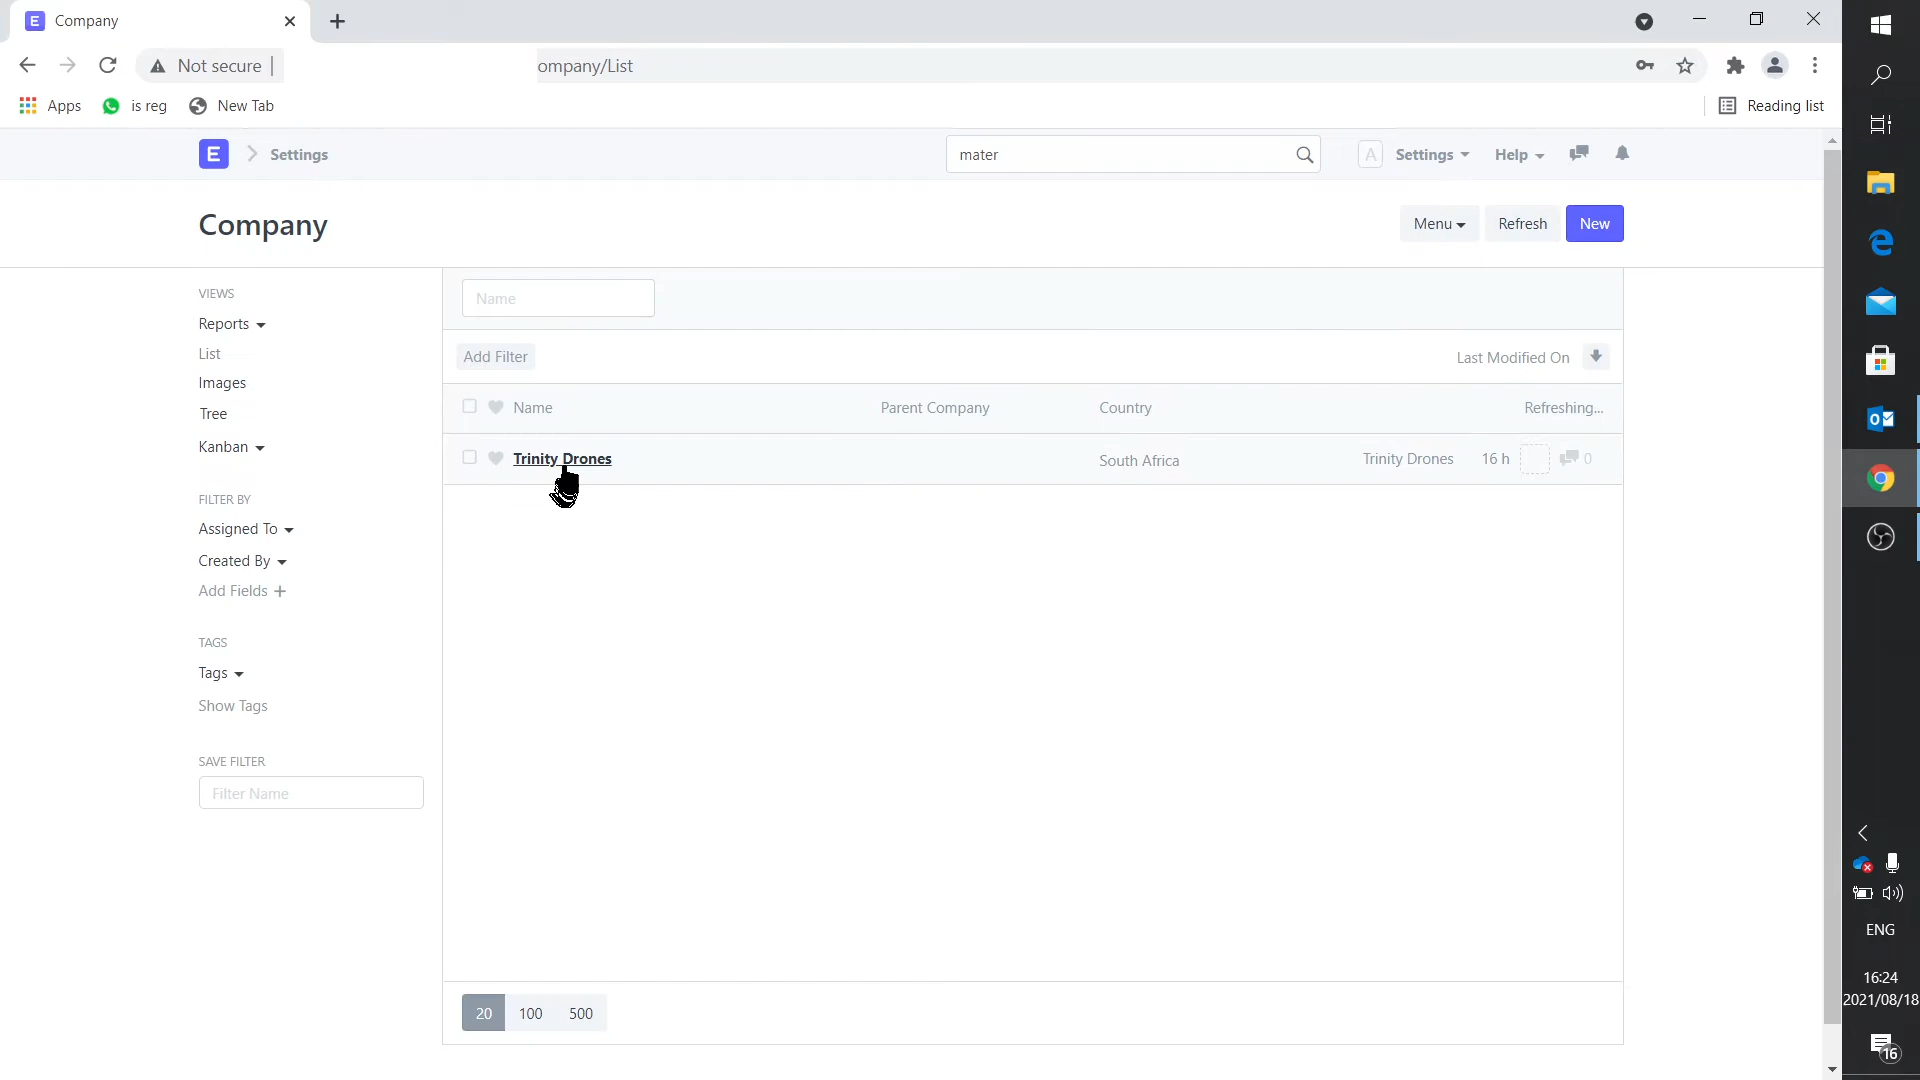 E Company
Not secure
ompany/List
Apps is reg New Tab
Reading list
E Settings
mater
A Settings Help
Company
Menu Refresh New
VIEWS
Reports
List
Images
Tree
Kanban
FILTER BY
Assigned To
Created By
Add Fields
TAGS
Tags
Show Tags
SAVE FILTER
Filter Name
Name
Add Filter
Last Modified On
Name Parent Company Country Refreshing...
Trinity Drones South Africa Trinity Drones 16 h 0
20 100 500
ENG
16:24
2021/08/18
16